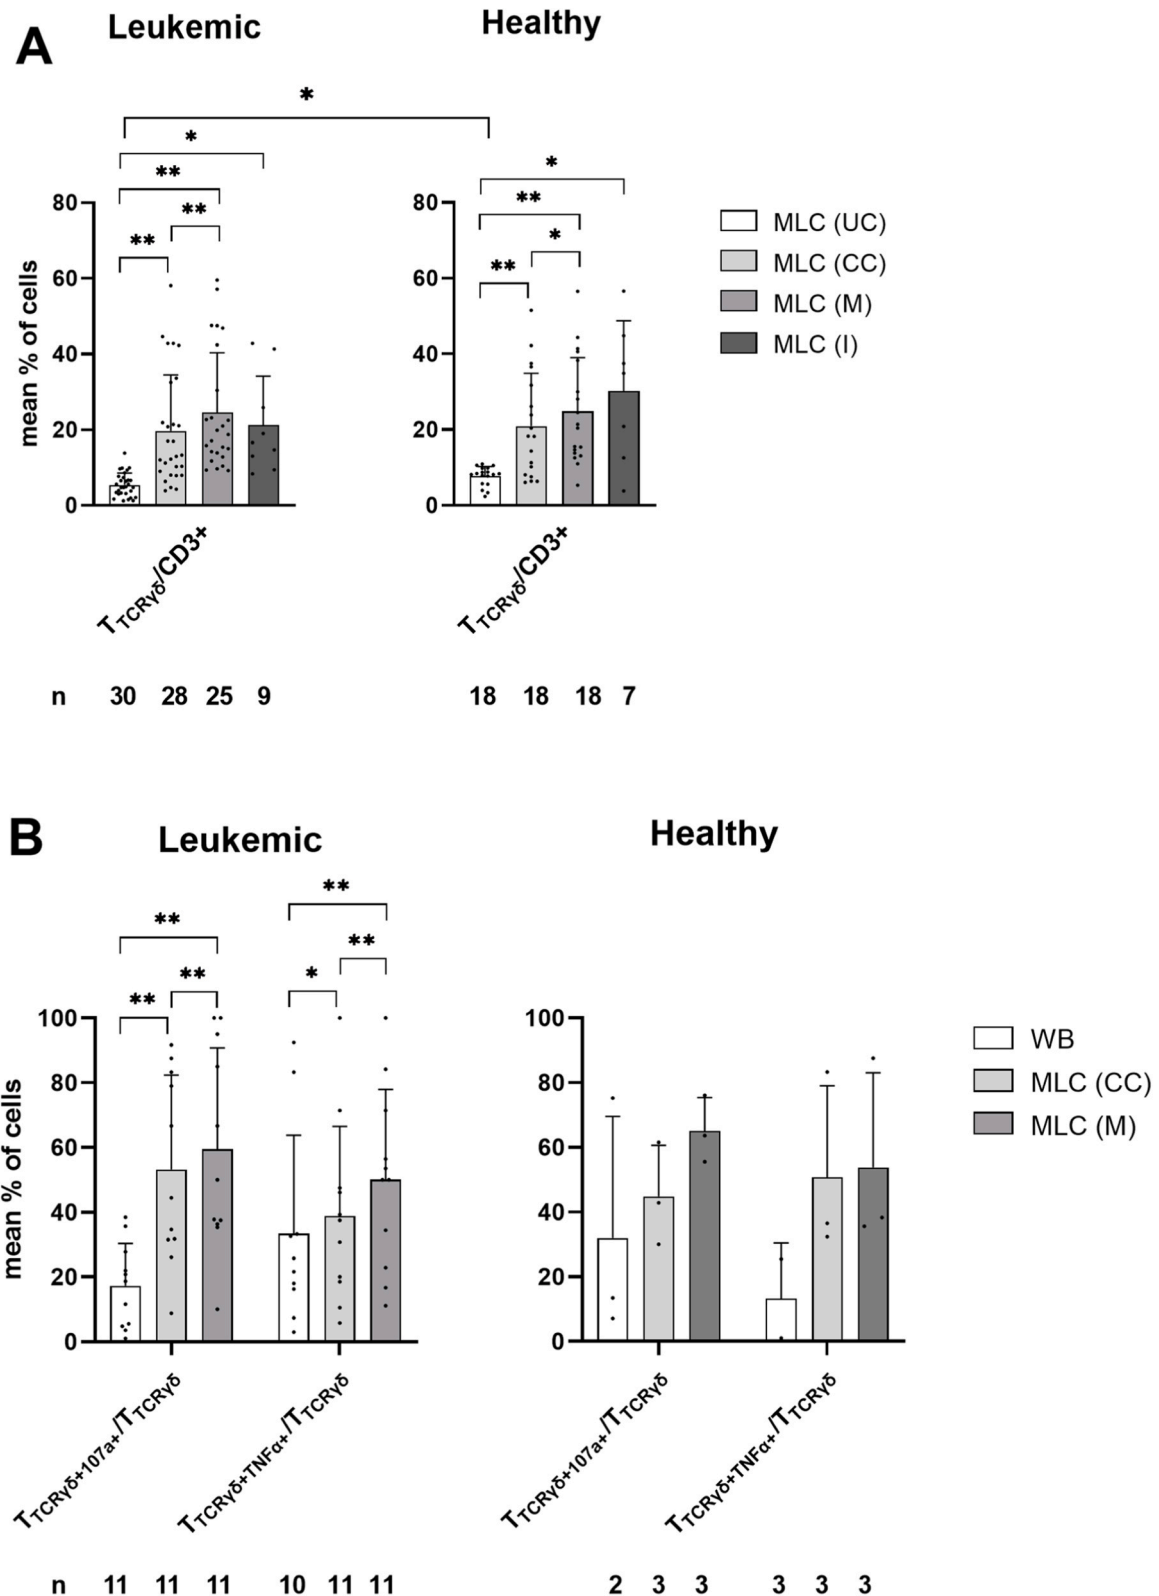 A
Leukemic
Healthy
*
*
**
**
**
*
**
*
**
mean % of cells
80
60
40
20
0
80
60
40
20
0
MLC (UC)
MLC (CC)
MLC (M)
MLC (I)
TTCRγδ/CD3+
TTCRγδ/CD3+
n 30 28 25 9 18 18 18 7
B
Leukemic
Healthy
**
**
**
**
**
*
mean % of cells
100
80
60
40
20
0
100
80
60
40
20
0
WB
MLC (CC)
MLC (M)
TTCRγδ+107a+/TTCRγδ
TTCRγδ+TNFα+/TTCRγδ
TTCRγδ+107a+/TTCRγδ
TTCRγδ+TNFα+/TTCRγδ
n 11 11 11 10 11 11 2 3 3 3 3 3